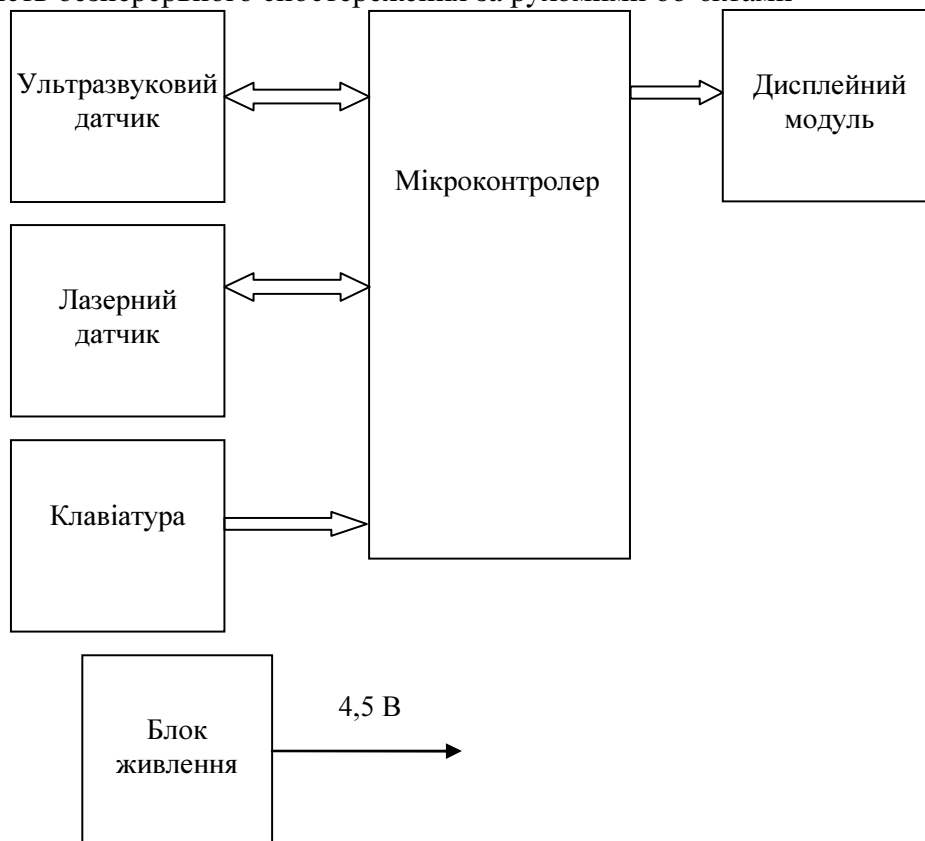 Ультразвуковий
датчик
Мікроконтролер
Дисплейний
модуль
Лазерний
датчик
Клавіатура
4,5 В
Блок
живлення